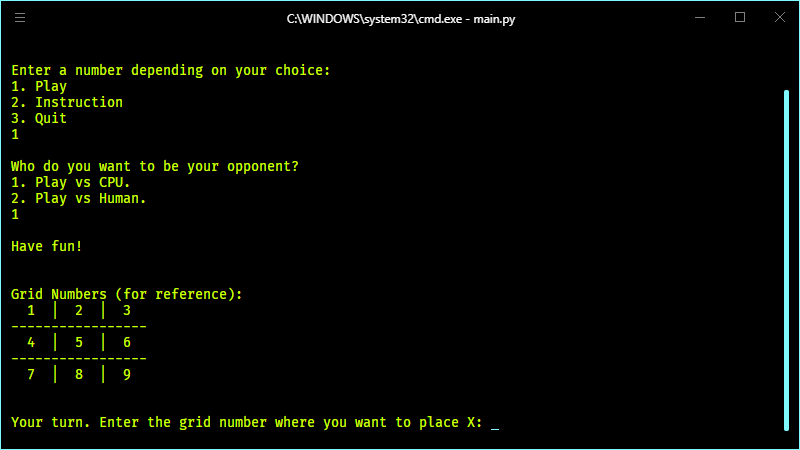 C:\WINDOWS\system32\cmd.exe - main.py
Enter a number depending on your choice:
1. Play
2. Instruction
3. Quit
1
Who do you want to be your opponent?
1. Play vs CPU.
2. Play vs Human.
1
Have fun!
Grid Numbers (for reference):
  1  |  2  |  3
-----------------
  4  |  5  |  6
-----------------
  7  |  8  |  9
Your turn. Enter the grid number where you want to place X: _